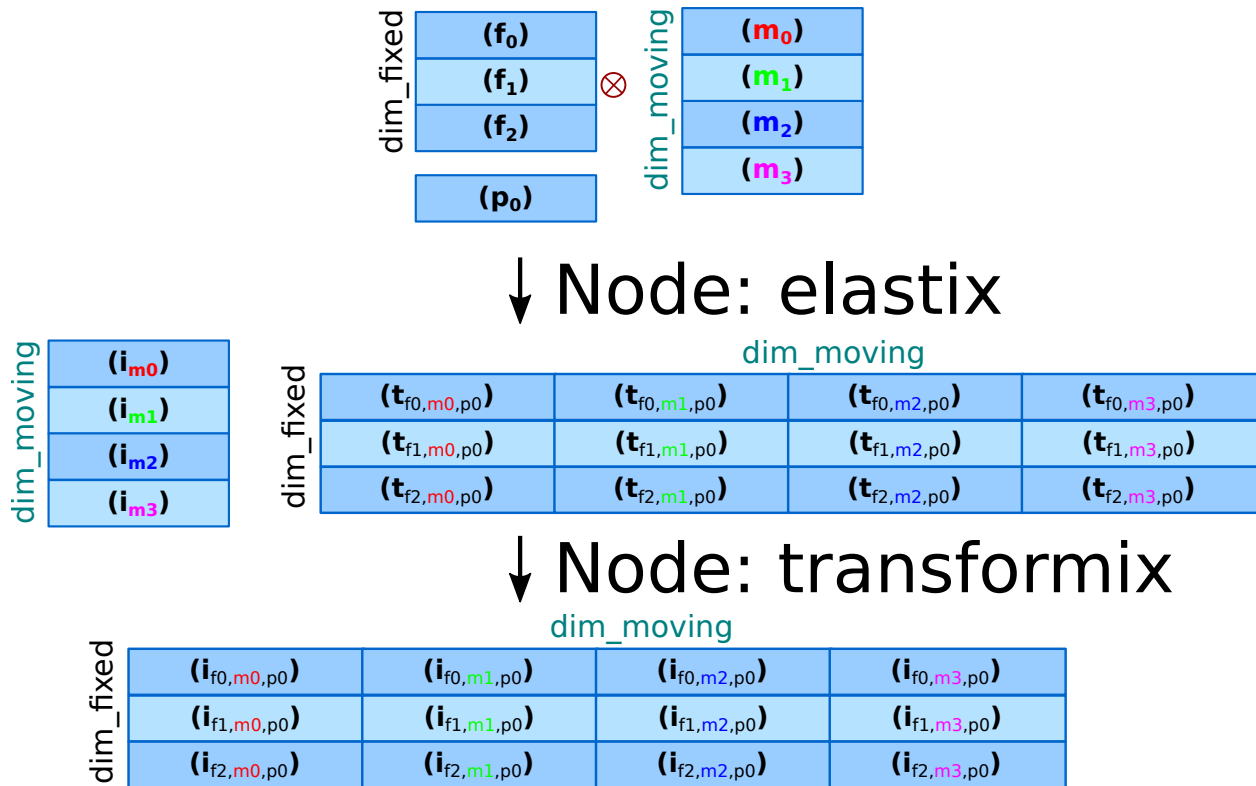 dim_fixed
(f0)
(f1)
(f2)
(p0)
⊗
dim_moving
(m0)
(m1)
(m2)
(m3)
↓ Node: elastix
dim_moving
(im0)
(im1)
(im2)
(im3)
dim_moving
dim_fixed
(tf0,m0,p0) (tf0,m1,p0) (tf0,m2,p0) (tf0,m3,p0)
(tf1,m0,p0) (tf1,m1,p0) (tf1,m2,p0) (tf1,m3,p0)
(tf2,m0,p0) (tf2,m1,p0) (tf2,m2,p0) (tf2,m3,p0)
↓ Node: transformix
dim_moving
dim_fixed
(if0,m0,p0) (if0,m1,p0) (if0,m2,p0) (if0,m3,p0)
(if1,m0,p0) (if1,m1,p0) (if1,m2,p0) (if1,m3,p0)
(if2,m0,p0) (if2,m1,p0) (if2,m2,p0) (if2,m3,p0)